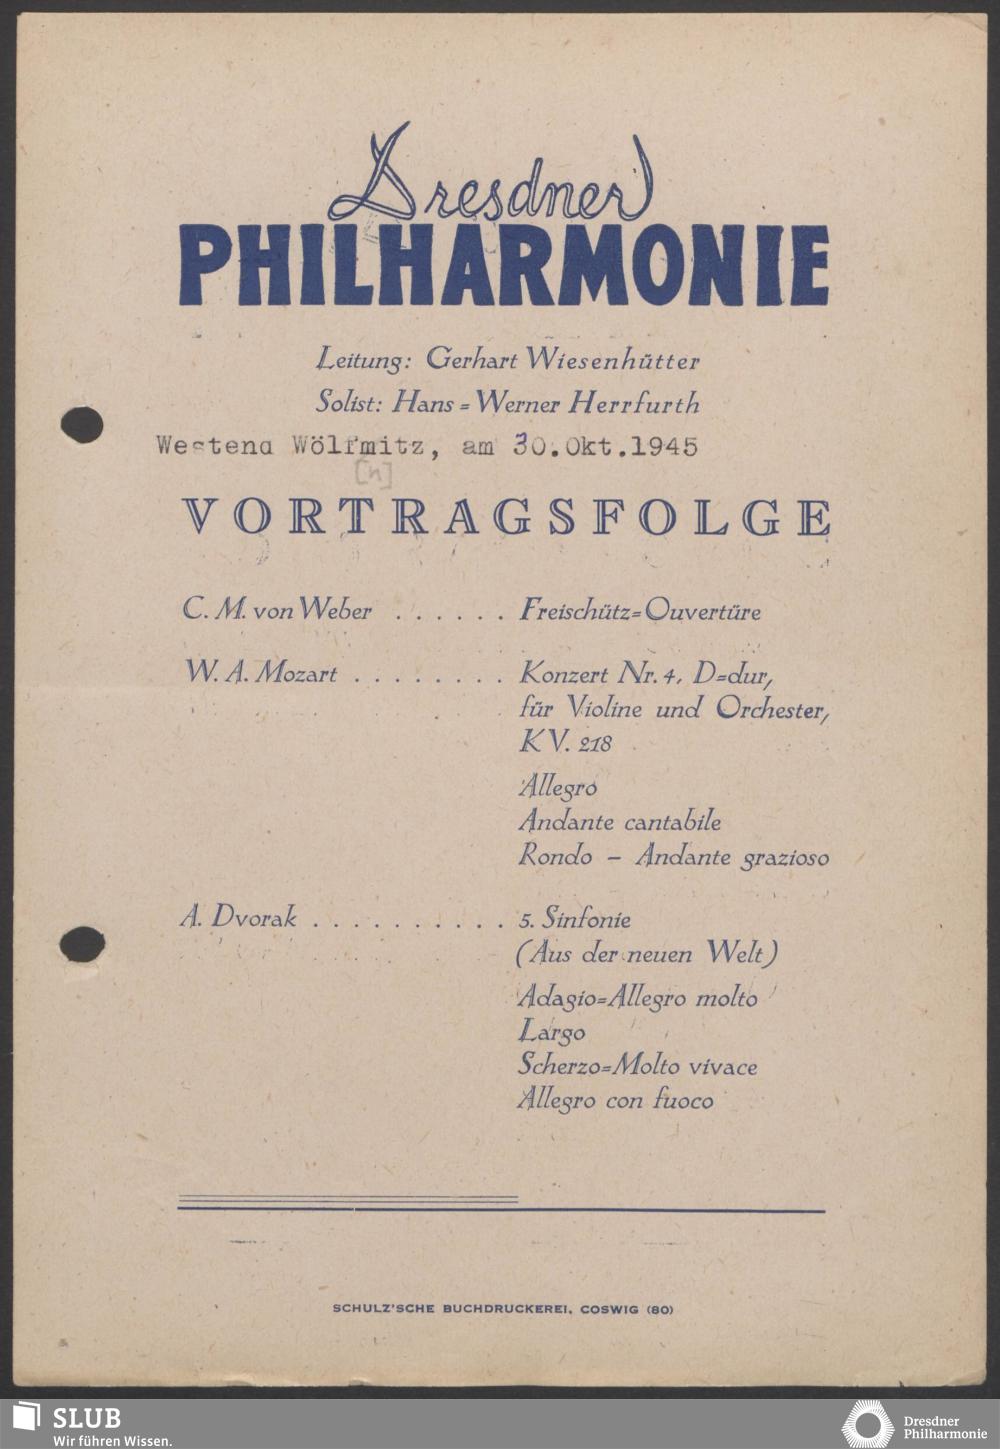 Dresdner
PHILHARMONIE
Leitung: Gerhart Wiesenhütter
Solist: Hans=Werner Herrfurth
Westend Wölfmitz, am 30.Okt.1945
[n]
VORTRAGSFOLGE
C. M. von Weber . . . . . . Freischütz=Ouvertüre
W. A. Mozart . . . . . . . . Konzert Nr. 4, D=dur,
für Violine und Orchester,
KV. 218
Allegro
Andante cantabile
Rondo – Andante grazioso
A. Dvorak . . . . . . . . . . 5. Sinfonie
(Aus der neuen Welt)
Adagio=Allegro molto
Largo
Scherzo=Molto vivace
Allegro con fuoco
SCHULZ'SCHE BUCHDRUCKEREI, COSWIG (80)
SLUB
Wir führen Wissen.
Dresdner
Philharmonie